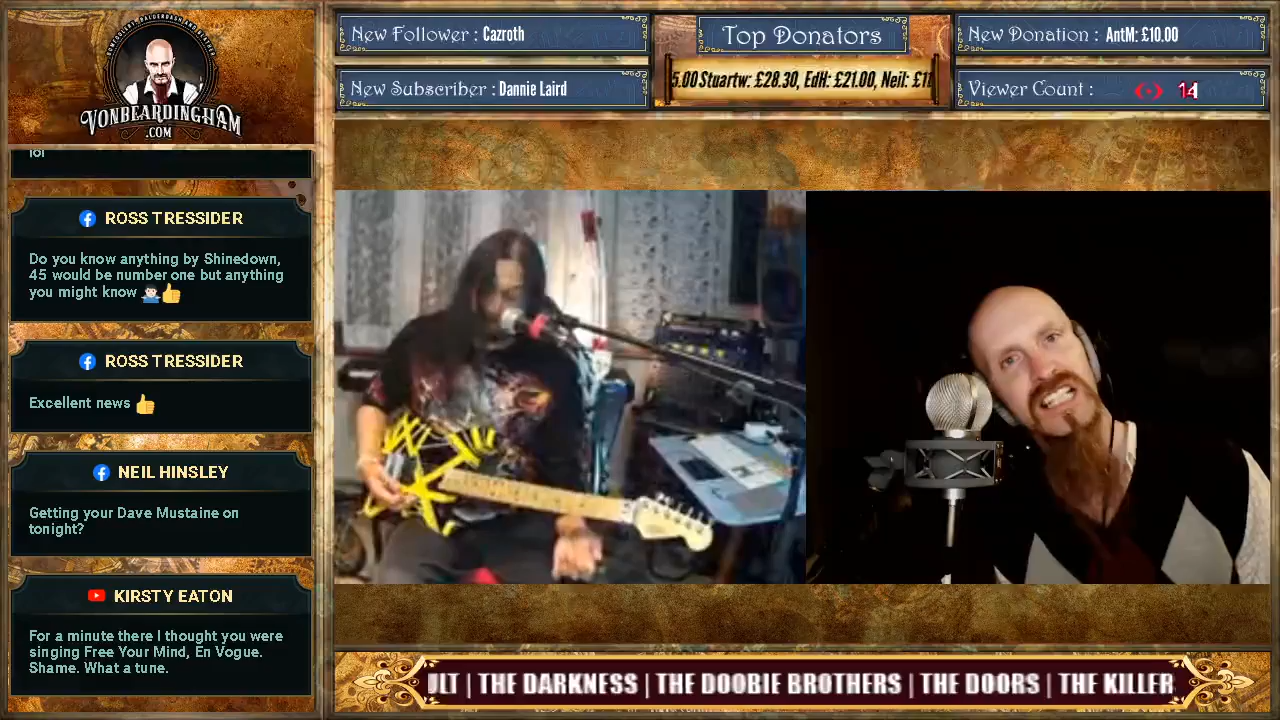 VONBEARDINGHAM
.COM
lol
ROSS TRESSIDER
Do you know anything by Shinedown,
45 would be number one but anything
you might know
ROSS TRESSIDER
Excellent news
NEIL HINSLEY
Getting your Dave Mustaine on
tonight?
KIRSTY EATON
For a minute there I thought you were
singing Free Your Mind, En Vogue.
Shame. What a tune.
New Follower : Cazroth
New Subscriber : Dannie Laird
Top Donators
5.00 Stuartw: £28.30, EdH: £21.00, Neil: £1
New Donation : AntM: £10.00
Viewer Count : 14
ULT | THE DARKNESS | THE DOOBIE BROTHERS | THE DOORS | THE KILLER